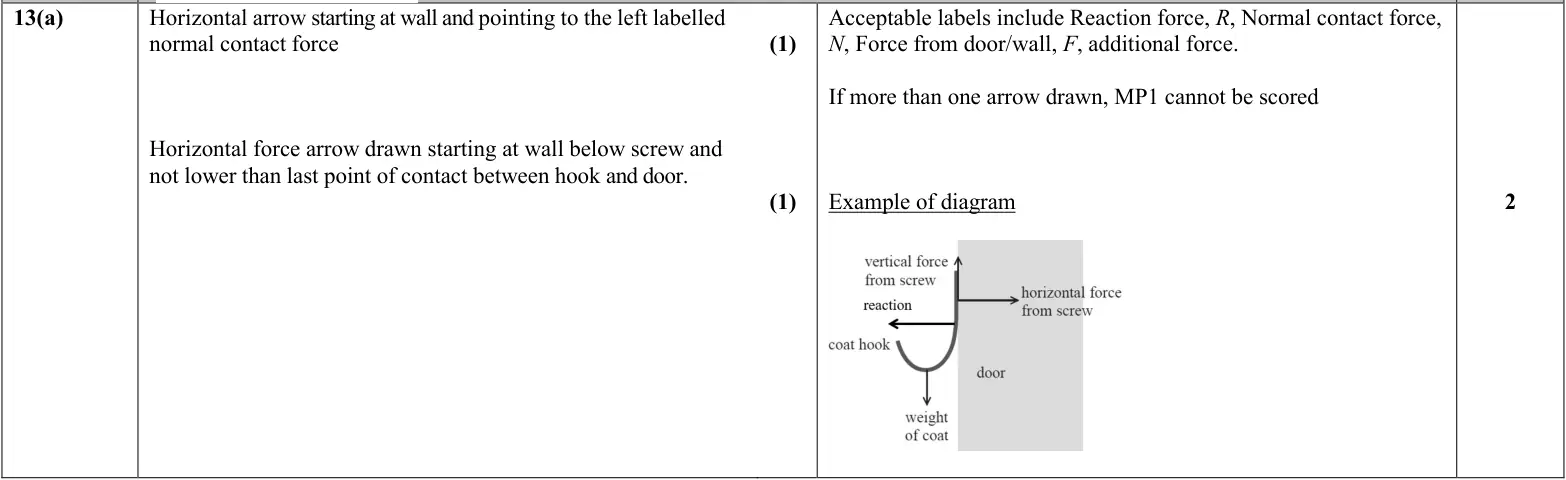 13(a)
Horizontal arrow starting at wall and pointing to the left labelled
normal contact force
(1)
Acceptable labels include Reaction force, R, Normal contact force,
N, Force from door/wall, F, additional force.
If more than one arrow drawn, MP1 cannot be scored
Horizontal force arrow drawn starting at wall below screw and
not lower than last point of contact between hook and door.
(1)
Example of diagram
2
vertical force
from screw
reaction
horizontal force
from screw
coat hook
door
weight
of coat